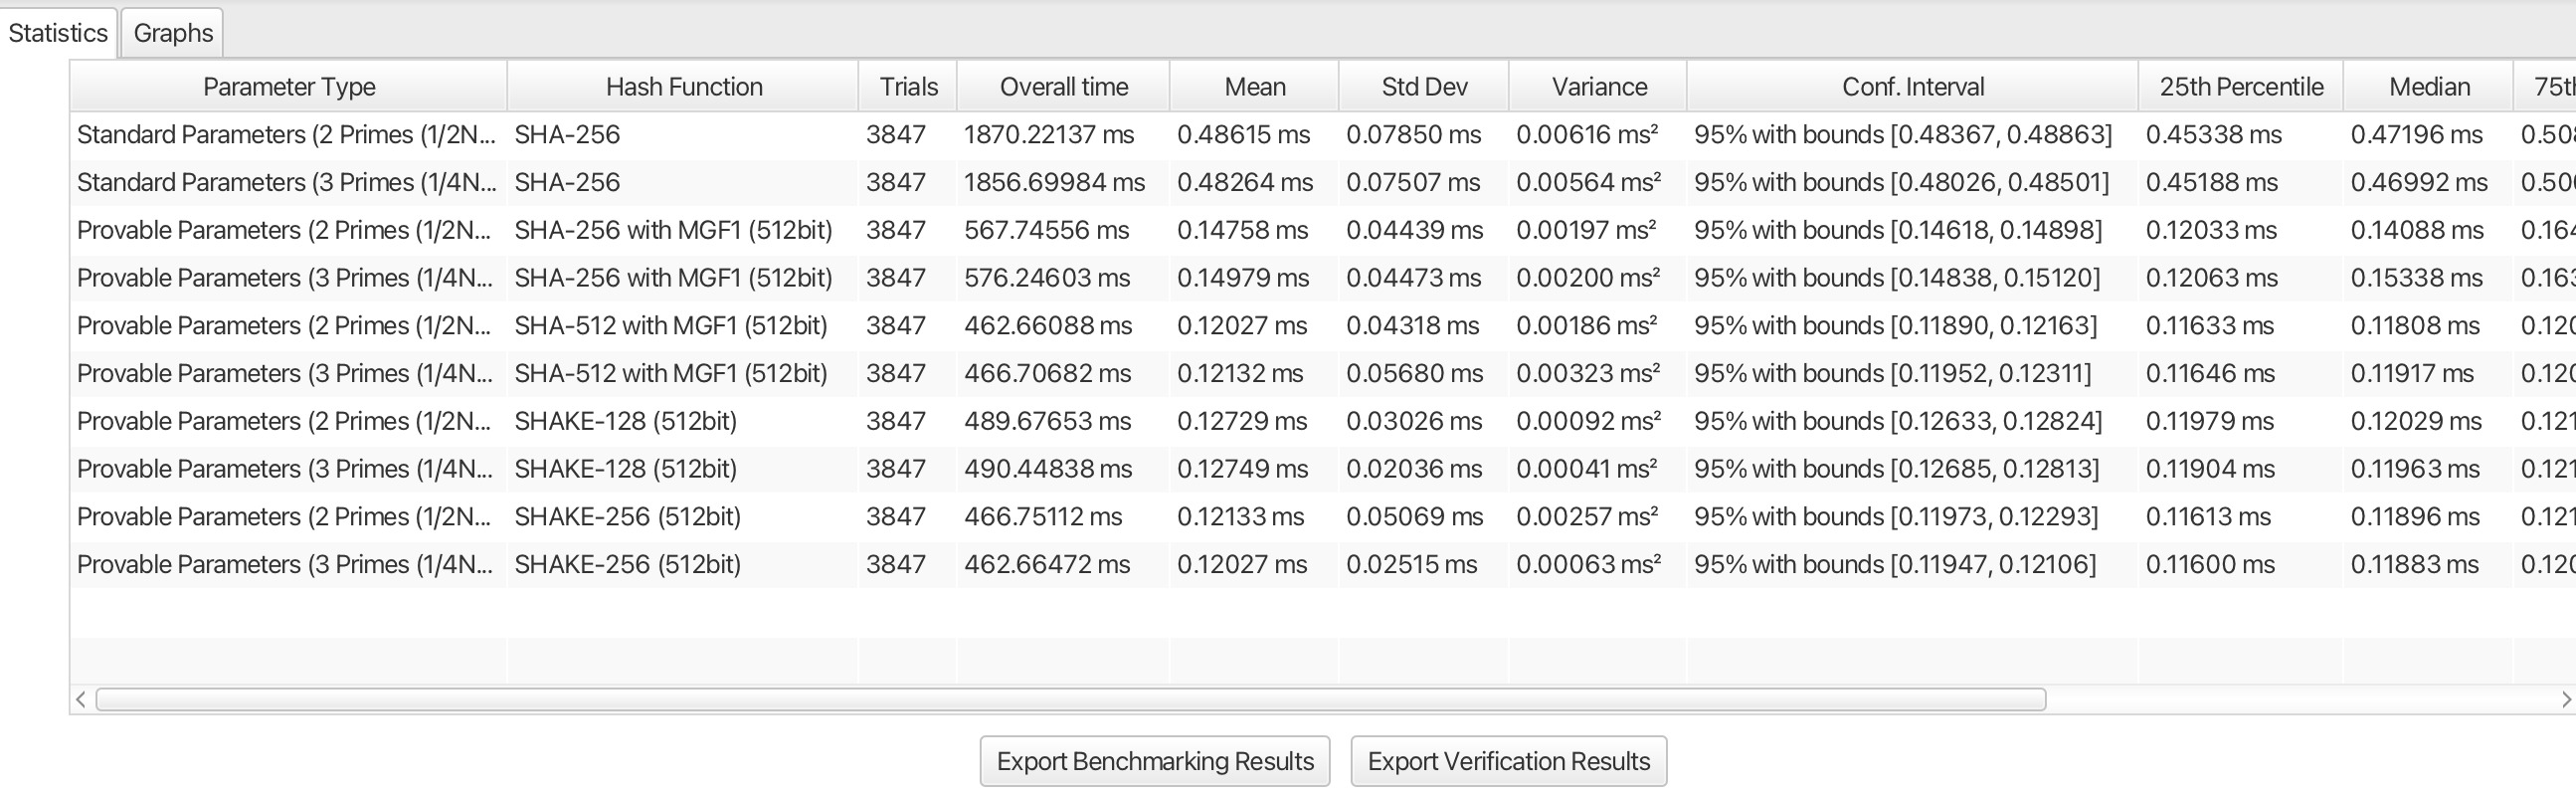 Statistics Graphs
Parameter Type Hash Function Trials Overall time Mean Std Dev Variance Conf. Interval 25th Percentile Median 75th
Standard Parameters (2 Primes (1/2N... SHA-256 3847 1870.22137 ms 0.48615 ms 0.07850 ms 0.00616 ms² 95% with bounds [0.48367, 0.48863] 0.45338 ms 0.47196 ms 0.508
Standard Parameters (3 Primes (1/4N... SHA-256 3847 1856.69984 ms 0.48264 ms 0.07507 ms 0.00564 ms² 95% with bounds [0.48026, 0.48501] 0.45188 ms 0.46992 ms 0.500
Provable Parameters (2 Primes (1/2N... SHA-256 with MGF1 (512bit) 3847 567.74556 ms 0.14758 ms 0.04439 ms 0.00197 ms² 95% with bounds [0.14618, 0.14898] 0.12033 ms 0.14088 ms 0.164
Provable Parameters (3 Primes (1/4N... SHA-256 with MGF1 (512bit) 3847 576.24603 ms 0.14979 ms 0.04473 ms 0.00200 ms² 95% with bounds [0.14838, 0.15120] 0.12063 ms 0.15338 ms 0.163
Provable Parameters (2 Primes (1/2N... SHA-512 with MGF1 (512bit) 3847 462.66088 ms 0.12027 ms 0.04318 ms 0.00186 ms² 95% with bounds [0.11890, 0.12163] 0.11633 ms 0.11808 ms 0.120
Provable Parameters (3 Primes (1/4N... SHA-512 with MGF1 (512bit) 3847 466.70682 ms 0.12132 ms 0.05680 ms 0.00323 ms² 95% with bounds [0.11952, 0.12311] 0.11646 ms 0.11917 ms 0.120
Provable Parameters (2 Primes (1/2N... SHAKE-128 (512bit) 3847 489.67653 ms 0.12729 ms 0.03026 ms 0.00092 ms² 95% with bounds [0.12633, 0.12824] 0.11979 ms 0.12029 ms 0.121
Provable Parameters (3 Primes (1/4N... SHAKE-128 (512bit) 3847 490.44838 ms 0.12749 ms 0.02036 ms 0.00041 ms² 95% with bounds [0.12685, 0.12813] 0.11904 ms 0.11963 ms 0.121
Provable Parameters (2 Primes (1/2N... SHAKE-256 (512bit) 3847 466.75112 ms 0.12133 ms 0.05069 ms 0.00257 ms² 95% with bounds [0.11973, 0.12293] 0.11613 ms 0.11896 ms 0.121
Provable Parameters (3 Primes (1/4N... SHAKE-256 (512bit) 3847 462.66472 ms 0.12027 ms 0.02515 ms 0.00063 ms² 95% with bounds [0.11947, 0.12106] 0.11600 ms 0.11883 ms 0.120
Export Benchmarking Results Export Verification Results